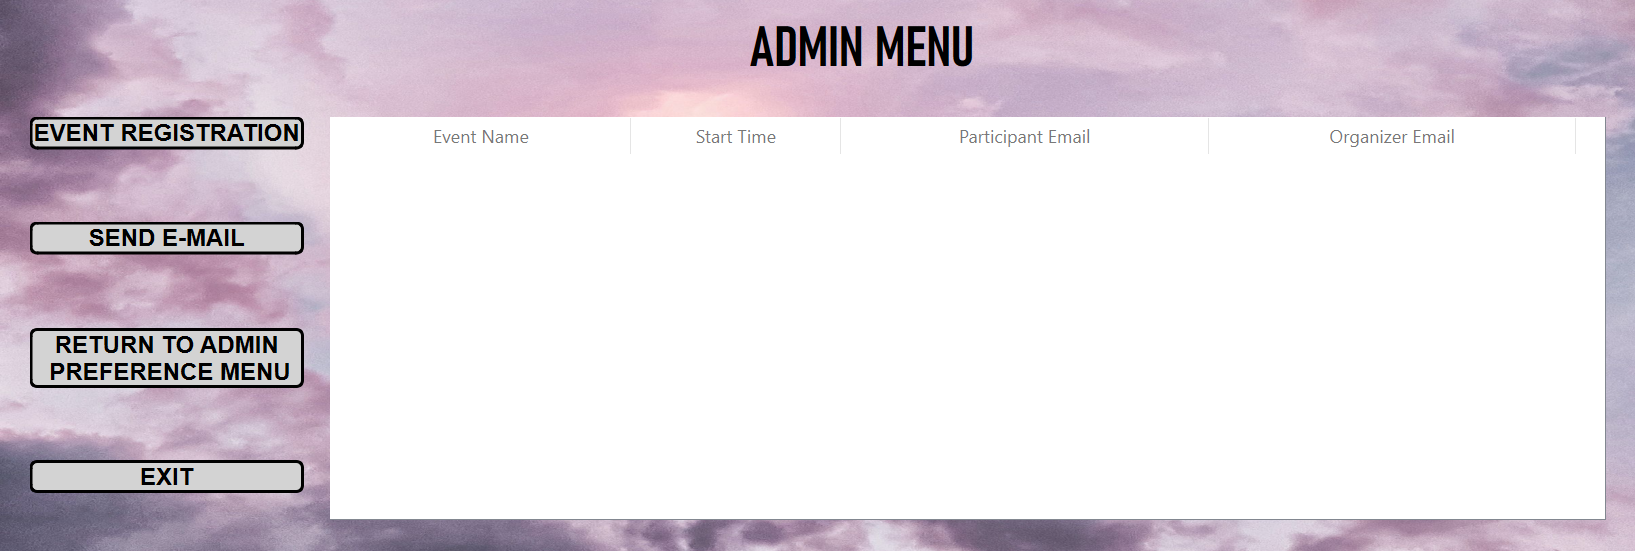 ADMIN MENU
EVENT REGISTRATION
SEND E-MAIL
RETURN TO ADMIN
PREFERENCE MENU
EXIT
Event Name Start Time Participant Email Organizer Email